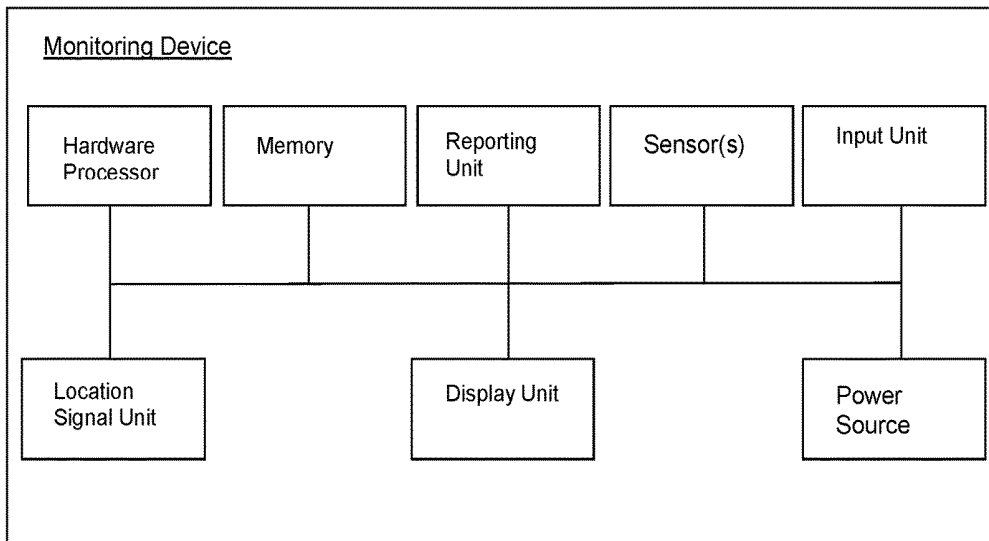 Monitoring Device
Hardware
Processor
Memory
Reporting
Unit
Sensor(s)
Input Unit
Location
Signal Unit
Display Unit
Power
Source